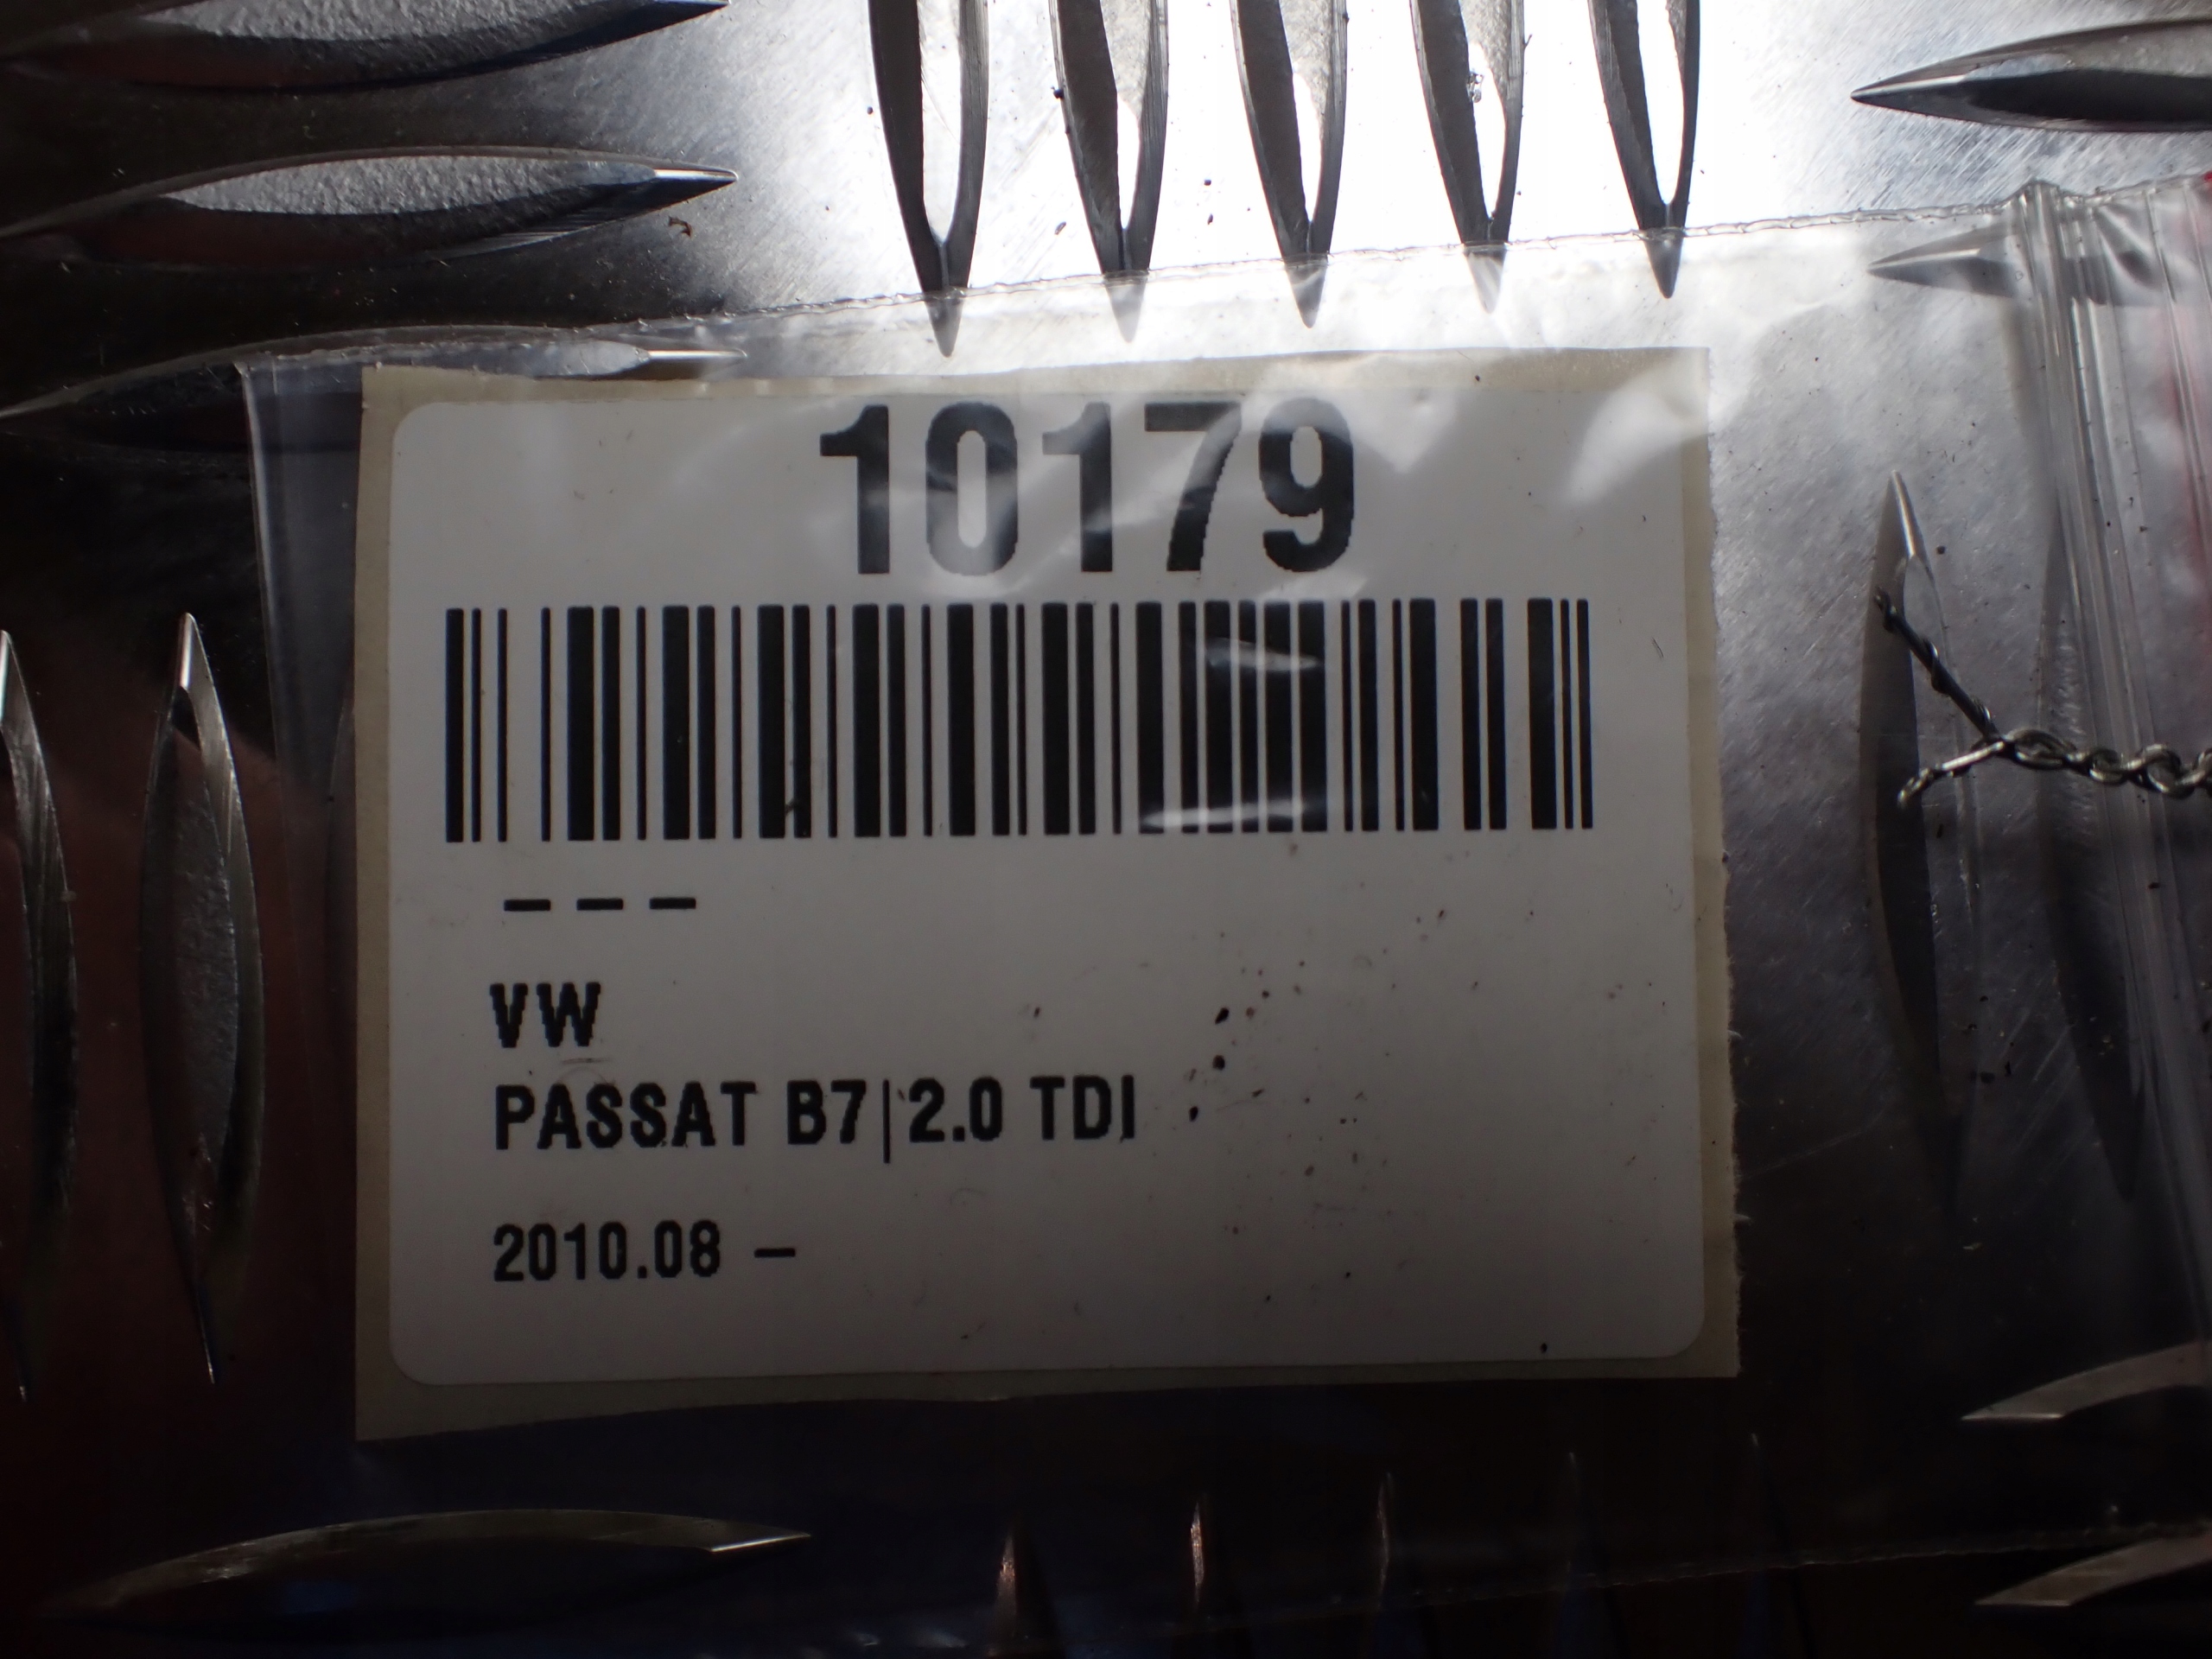 10179
– – –
VW
PASSAT B7|2.0 TDI
2010.08 –